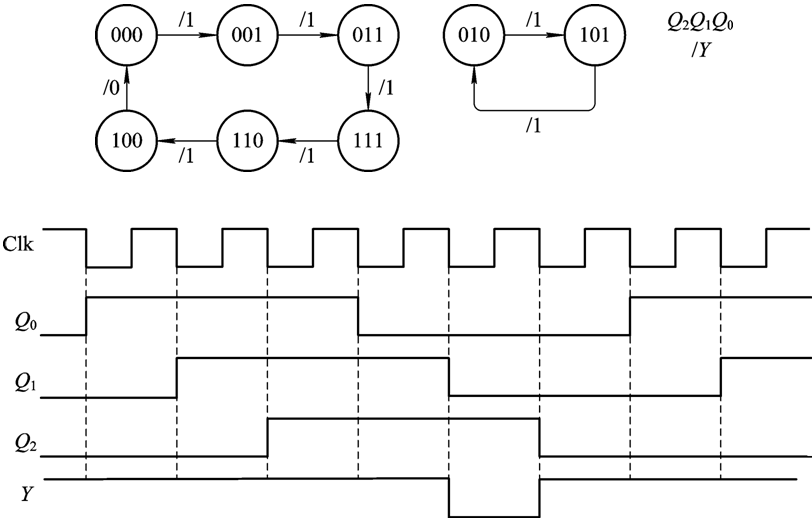 000 /1 001 /1 011 010 /1 101 Q₂Q₁Q₀
/Y
/0 /1
100 /1 110 /1 111 /1
Clk
Q₀
Q₁
Q₂
Y